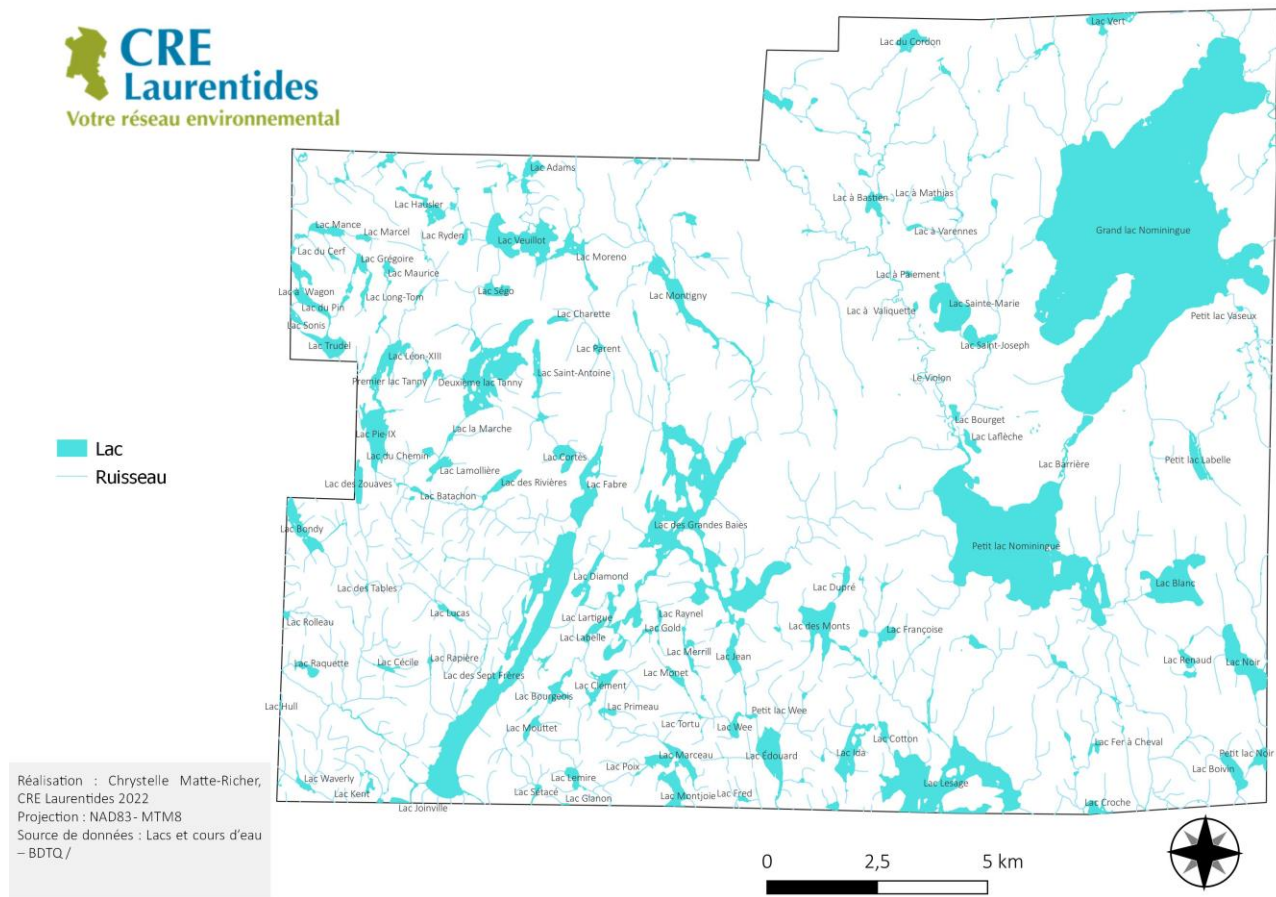 CRE
Laurentides
Votre réseau environnemental
Lac Vert
Lac du Cordon
Lac Adams
Lac à Bastien
Lac à Mathias
Lac Hausler
Lac Mance
Lac Marcel
Lac Ryden
Lac Veuillot
Lac à Varennes
Grand lac Nominingue
Lac du Cerf
Lac Grégoire
Lac Moreno
Lac Maurice
Lac à Paiement
Lac à Wagon
Lac Ségo
Lac Long-Tom
Lac Montigny
Lac du Pin
Lac à Valiquette
Lac Sainte-Marie
Lac Charette
Petit lac Vaseux
Lac Sonis
Lac Trudel
Lac Saint-Joseph
Lac Parent
Lac Léon-XIII
Premier lac Tanny
Deuxième lac Tanny
Lac Saint-Antoine
Le Violon
Lac Bourget
Lac la Marche
Lac Pie-IX
Lac Laflèche
Lac
Ruisseau
Lac du Chemin
Lac Cortès
Lac Barrière
Petit lac Labelle
Lac Lamollière
Lac des Zouaves
Lac des Rivières
Lac Fabre
Lac Batachon
Lac Bondy
Lac des Grandes Baies
Petit lac Nominingue
Lac Diamond
Lac des Tables
Lac Dupré
Lac Blanc
Lac Lucas
Lac Lartigue
Lac Raynel
Lac Rolleau
Lac Gold
Lac des Monts
Lac Françoise
Lac Labelle
Lac Merrill
Lac Jean
Lac Raquette
Lac Cécile
Lac Rapière
Lac Renaud
Lac Noir
Lac des Sept Frères
Lac Monet
Lac Clément
Lac Bourgeois
Lac Hull
Lac Primeau
Petit lac Wee
Lac Mouttet
Lac Tortu
Lac Wee
Lac Cotton
Lac Fer à Cheval
Lac Marceau
Lac Édouard
Lac Ida
Petit lac Noir
Lac Poix
Lac Boivin
Lac Waverly
Lac Lemire
Lac Lesage
Lac Kent
Lac Sétacé
Lac Glanon
Lac Montjoie
Lac Fred
Lac Croche
Lac Joinville
Réalisation : Chrystelle Matte-Richer,
CRE Laurentides 2022
Projection : NAD83 - MTM8
Source de données : Lacs et cours d'eau
– BDTQ /
0 2,5 5 km